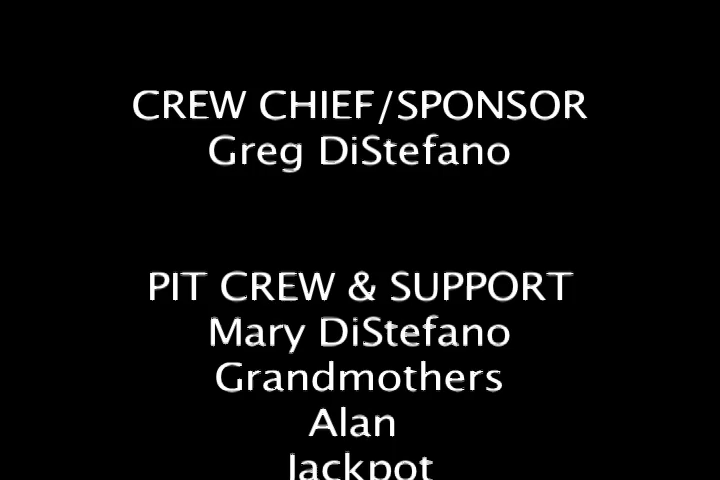 CREW CHIEF/SPONSOR
Greg DiStefano
PIT CREW & SUPPORT
Mary DiStefano
Grandmothers
Alan
Jackpot